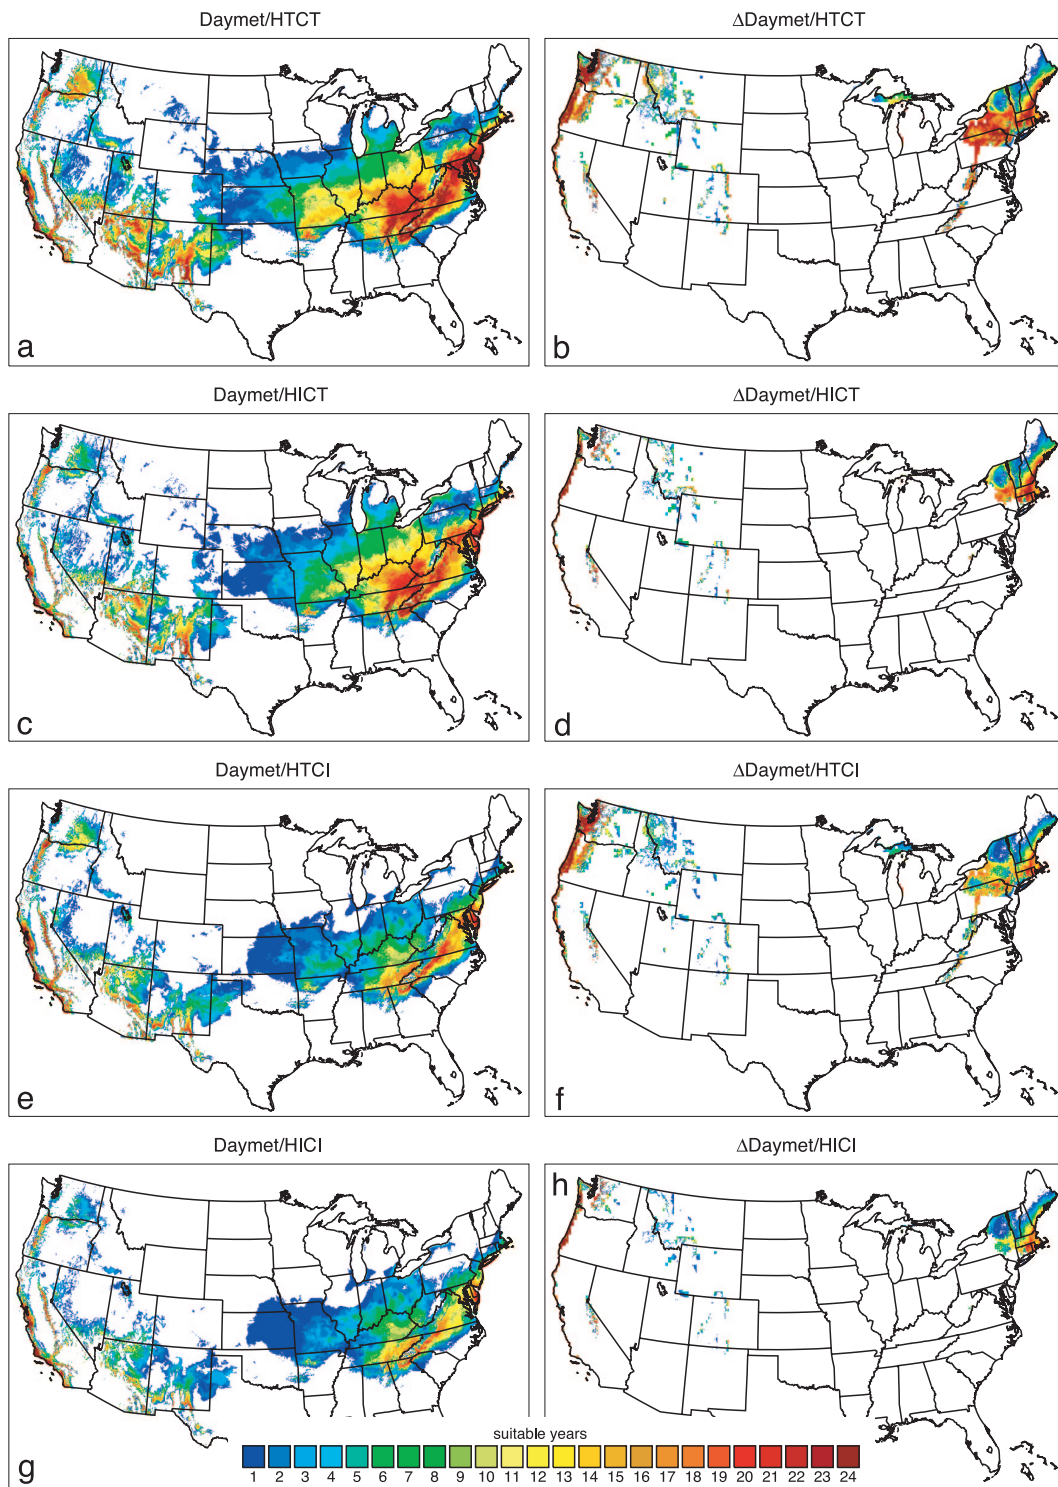 Daymet/HTCT
ΔDaymet/HTCT
a
b
Daymet/HICT
ΔDaymet/HICT
c
d
Daymet/HTCI
ΔDaymet/HTCI
e
f
Daymet/HICI
ΔDaymet/HICI
h
g
suitable years
1 2 3 4 5 6 7 8 9 10 11 12 13 14 15 16 17 18 19 20 21 22 23 24